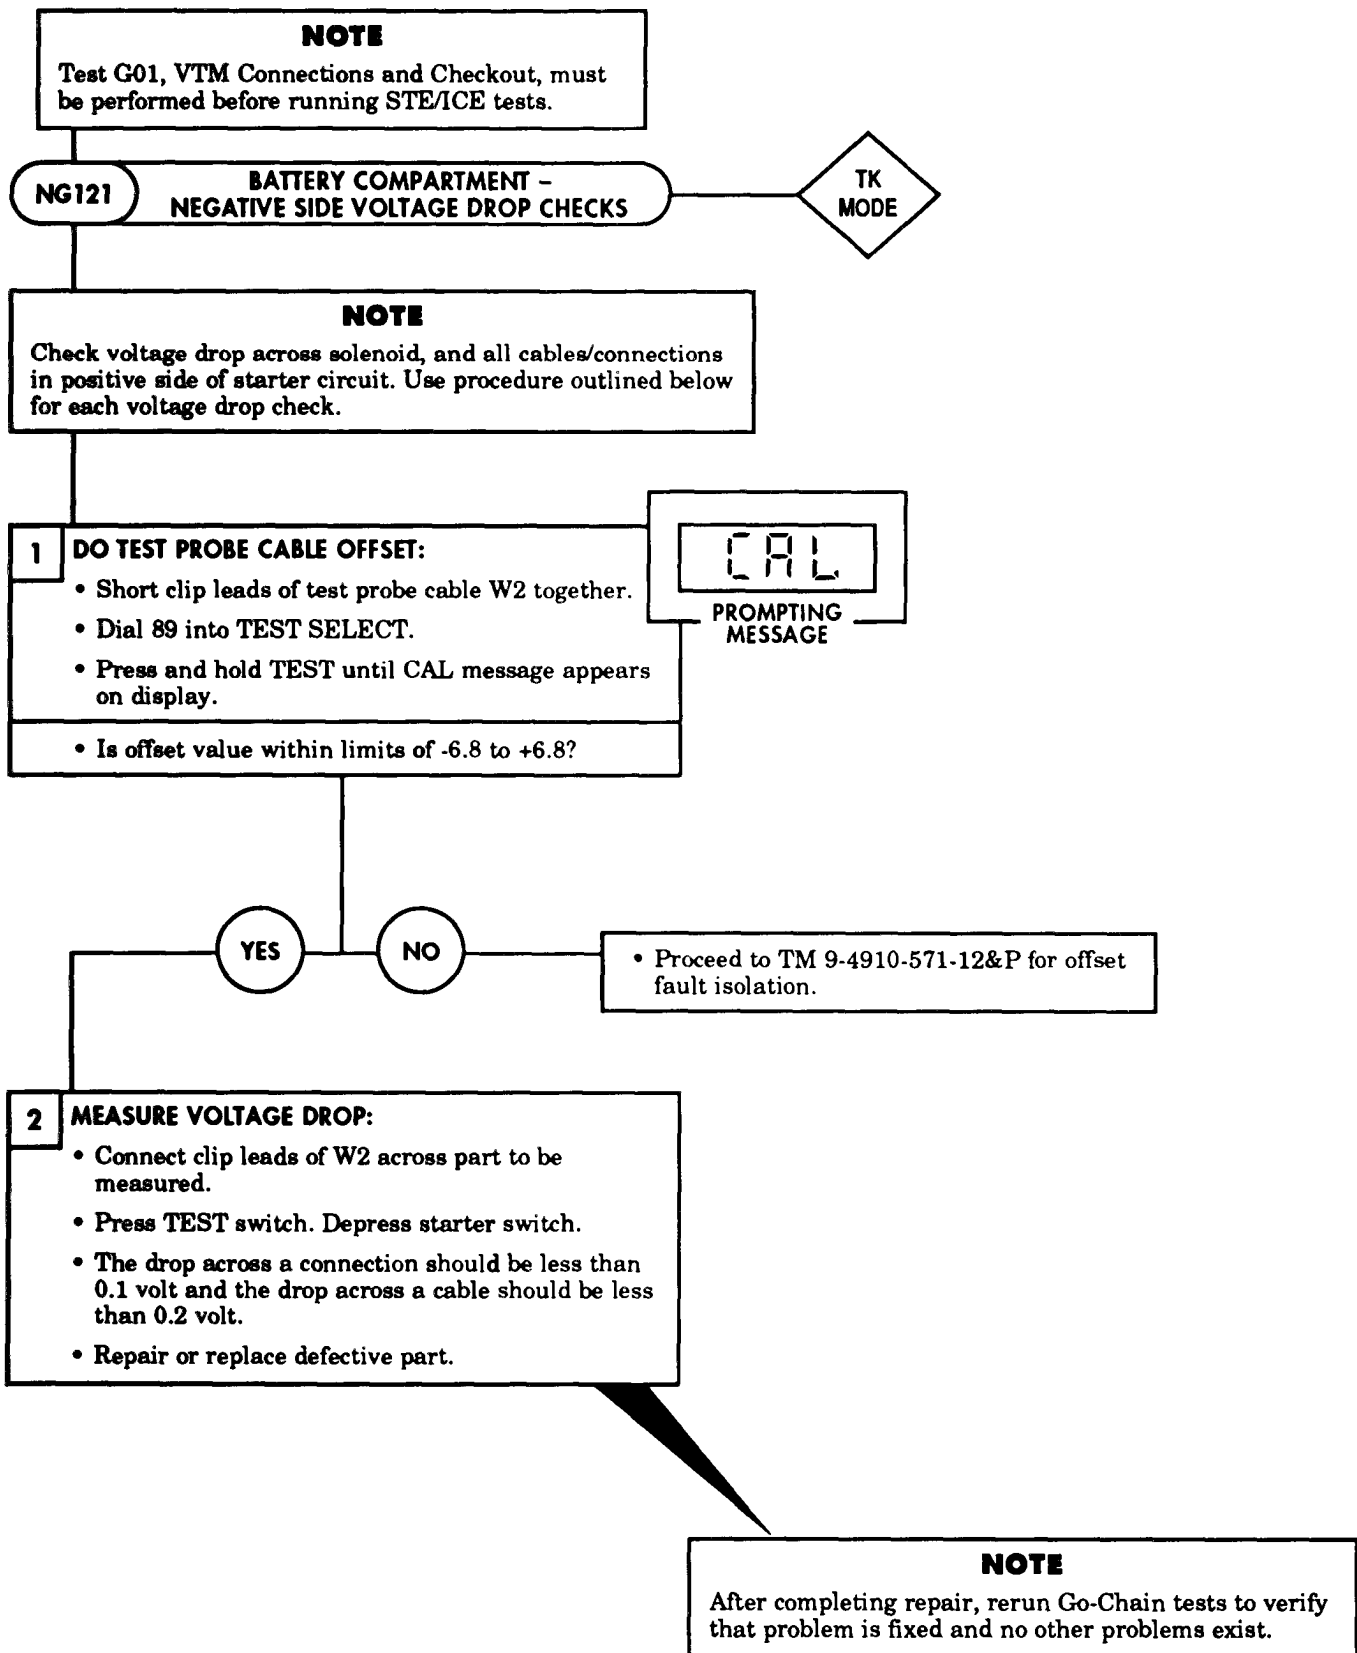 NOTE
Test G01, VTM Connections and Checkout, must
be performed before running STE/ICE tests.
NG121
BATTERY COMPARTMENT –
NEGATIVE SIDE VOLTAGE DROP CHECKS
TK
MODE
NOTE
Check voltage drop across solenoid, and all cables/connections
in positive side of starter circuit. Use procedure outlined below
for each voltage drop check.
1 DO TEST PROBE CABLE OFFSET:
• Short clip leads of test probe cable W2 together.
• Dial 89 into TEST SELECT.
• Press and hold TEST until CAL message appears
on display.
• Is offset value within limits of -6.8 to +6.8?
CAL
PROMPTING
MESSAGE
YES
NO
• Proceed to TM 9-4910-571-12&P for offset
fault isolation.
2 MEASURE VOLTAGE DROP:
• Connect clip leads of W2 across part to be
measured.
• Press TEST switch. Depress starter switch.
• The drop across a connection should be less than
0.1 volt and the drop across a cable should be less
than 0.2 volt.
• Repair or replace defective part.
NOTE
After completing repair, rerun Go-Chain tests to verify
that problem is fixed and no other problems exist.